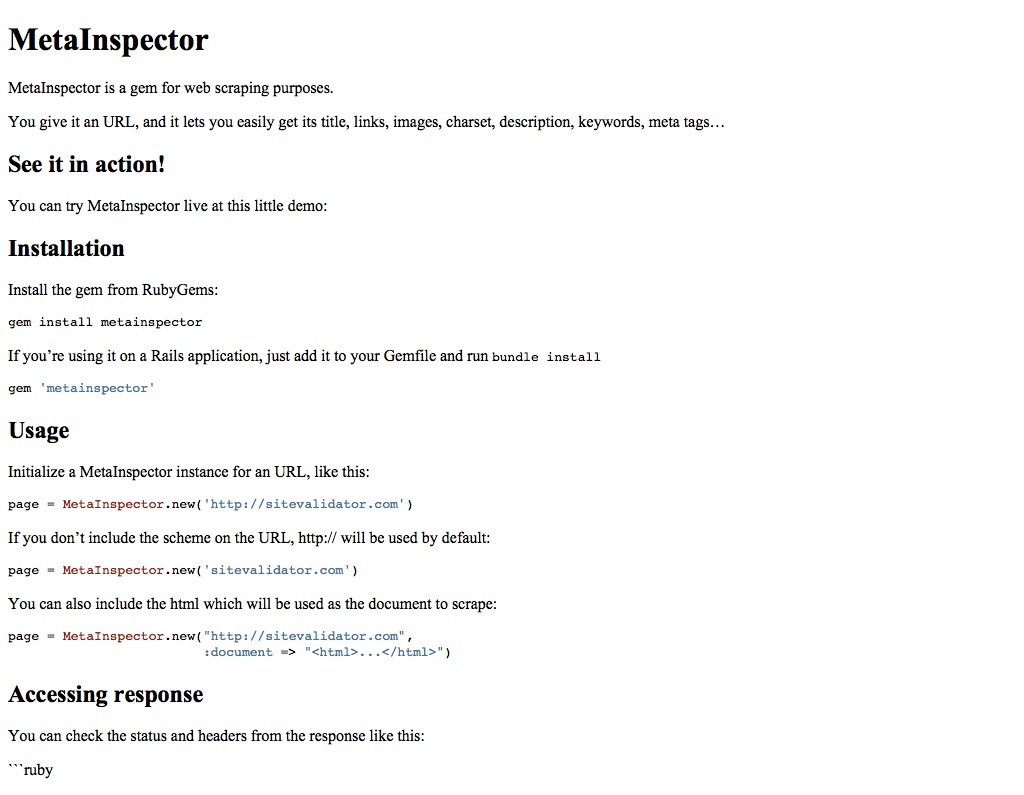 MetaInspector
MetaInspector is a gem for web scraping purposes.
You give it an URL, and it lets you easily get its title, links, images, charset, description, keywords, meta tags…
See it in action!
You can try MetaInspector live at this little demo:
Installation
Install the gem from RubyGems:
gem install metainspector
If you’re using it on a Rails application, just add it to your Gemfile and run bundle install
gem 'metainspector'
Usage
Initialize a MetaInspector instance for an URL, like this:
page = MetaInspector.new('http://sitevalidator.com')
If you don’t include the scheme on the URL, http:// will be used by default:
page = MetaInspector.new('sitevalidator.com')
You can also include the html which will be used as the document to scrape:
page = MetaInspector.new("http://sitevalidator.com",
:document => "<html>...</html>")
Accessing response
You can check the status and headers from the response like this:
```ruby